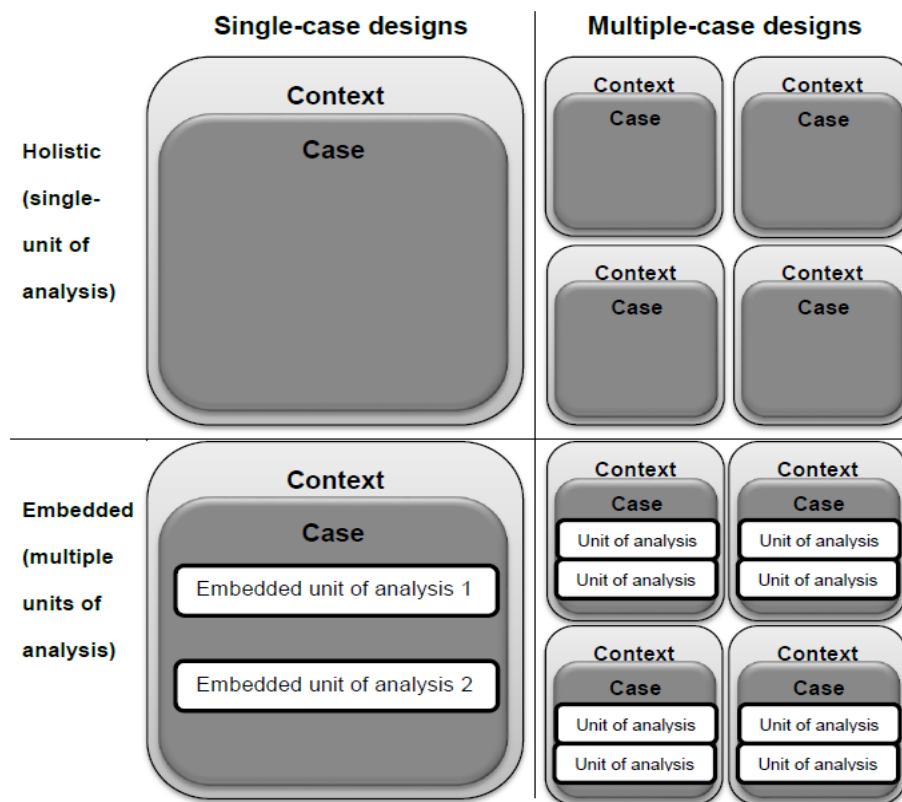 Single-case designs
Multiple-case designs
Holistic
(single-
unit of
analysis)
Context
Case
Context
Case
Context
Case
Context
Case
Context
Case
Embedded
(multiple
units of
analysis)
Context
Case
Embedded unit of analysis 1
Embedded unit of analysis 2
Context
Case
Unit of analysis
Unit of analysis
Context
Case
Unit of analysis
Unit of analysis
Context
Case
Unit of analysis
Unit of analysis
Context
Case
Unit of analysis
Unit of analysis